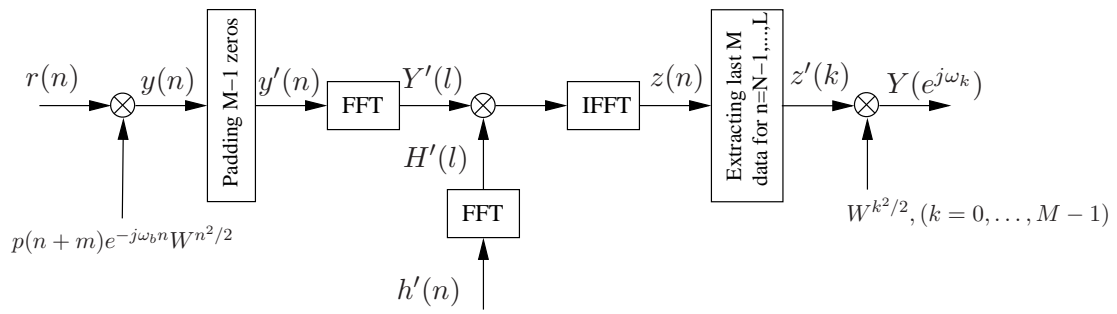 r(n)
y(n)
Padding M–1 zeros
y′(n)
FFT
Y′(l)
H′(l)
FFT
h′(n)
IFFT
z(n)
Extracting last M
data for n=N–1,...,L
z′(k)
Y(e^{jω_k})
p(n + m)e^{−jω_b n}W^{n²/2}
W^{k²/2}, (k = 0, . . . , M − 1)